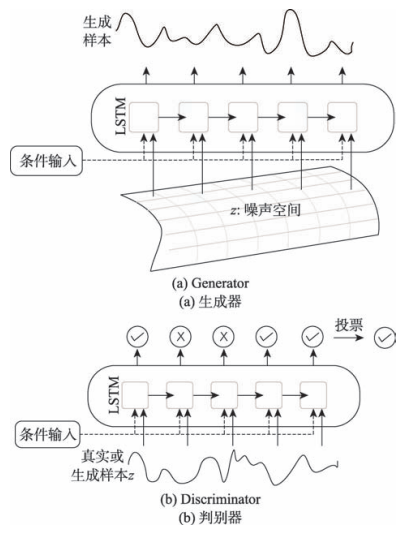 生成
样本
LSTM
条件输入
z: 噪声空间
(a) Generator
(a) 生成器
投票
LSTM
条件输入
真实或
生成样本z
(b) Discriminator
(b) 判别器